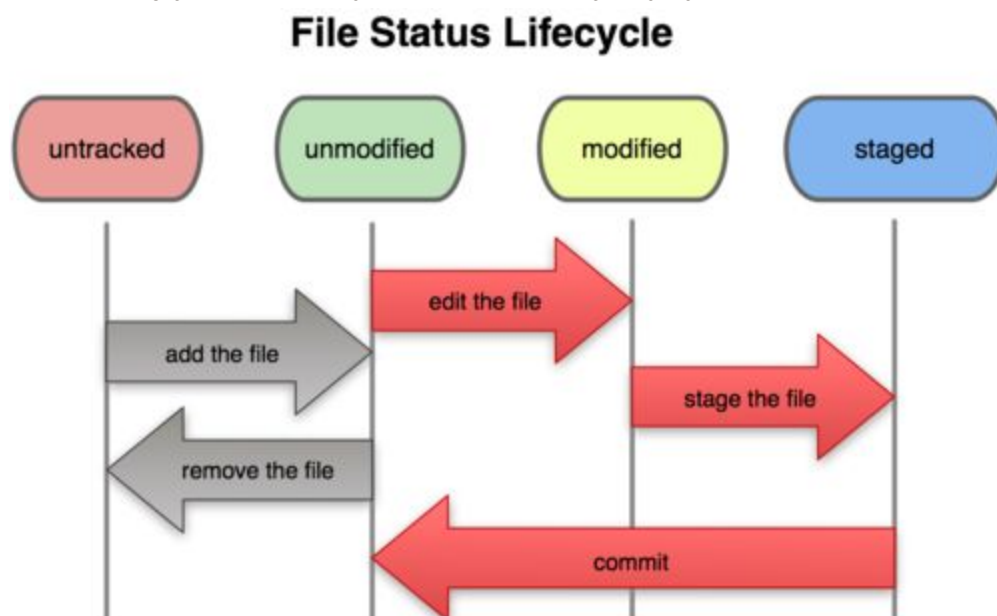 File Status Lifecycle
untracked
unmodified
modified
staged
edit the file
add the file
stage the file
remove the file
commit